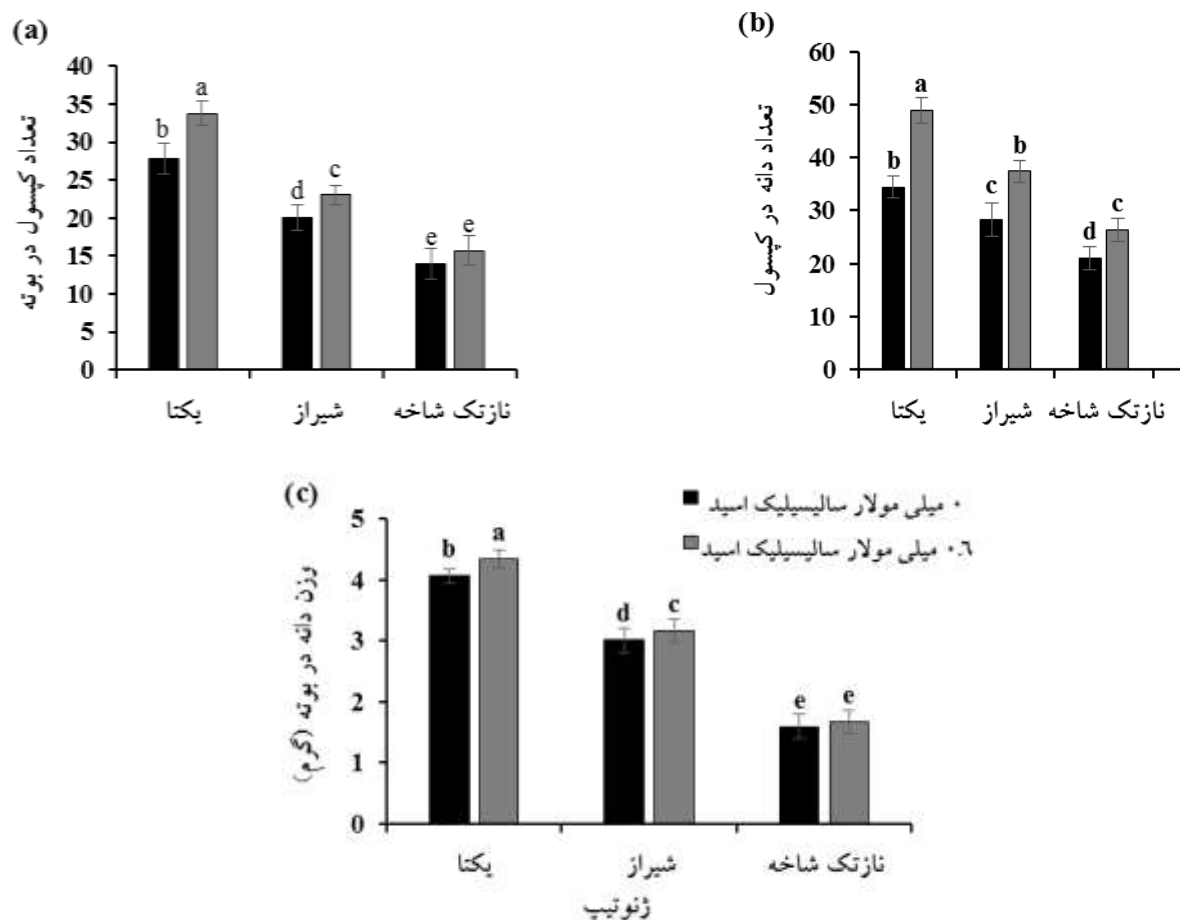 (a)
تعداد کپسول در بوته
40
35
30
25
20
15
10
5
0
b
a
d
c
e
e
یکتا
شیراز
نازتک شاخه
(b)
تعداد دانه در کپسول
60
50
40
30
20
10
0
b
a
c
b
d
c
یکتا
شیراز
نازتک شاخه
(c)
وزن دانه در بوته (گرم)
5
4
3
2
1
0
b
a
d
c
e
e
۰ میلی مولار سالیسیلیک اسید
۰.٦ میلی مولار سالیسیلیک اسید
یکتا
شیراز
نازتک شاخه
ژنوتیپ